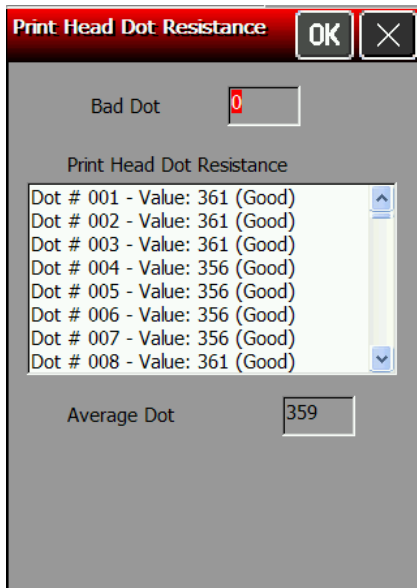 Print Head Dot Resistance OK
Bad Dot 0
Print Head Dot Resistance
Dot # 001 - Value: 361 (Good)
Dot # 002 - Value: 361 (Good)
Dot # 003 - Value: 361 (Good)
Dot # 004 - Value: 356 (Good)
Dot # 005 - Value: 356 (Good)
Dot # 006 - Value: 356 (Good)
Dot # 007 - Value: 356 (Good)
Dot # 008 - Value: 361 (Good)
Average Dot 359